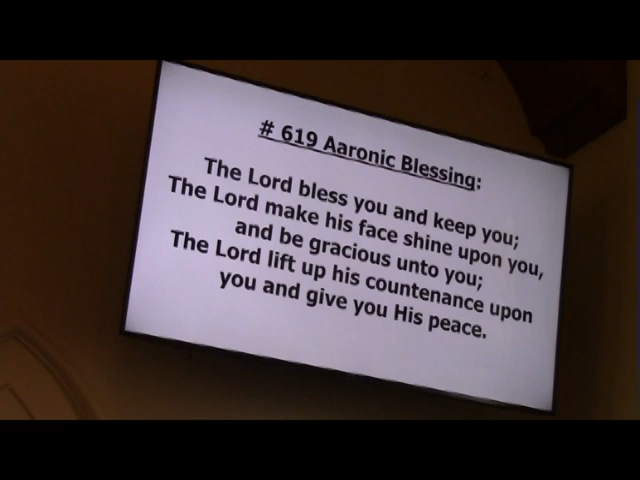 # 619 Aaronic Blessing:
The Lord bless you and keep you;
The Lord make his face shine upon you,
and be gracious unto you;
The Lord lift up his countenance upon
you and give you His peace.